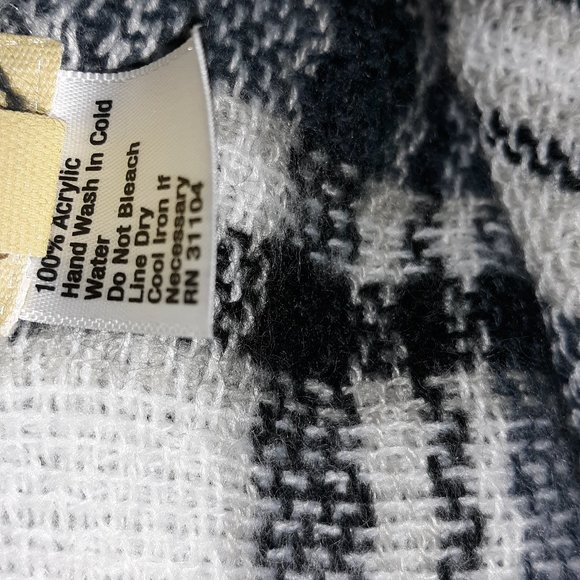 100% Acrylic
Hand Wash In Cold
Water
Do Not Bleach
Line Dry
Cool Iron If
Necessary
RN 31104